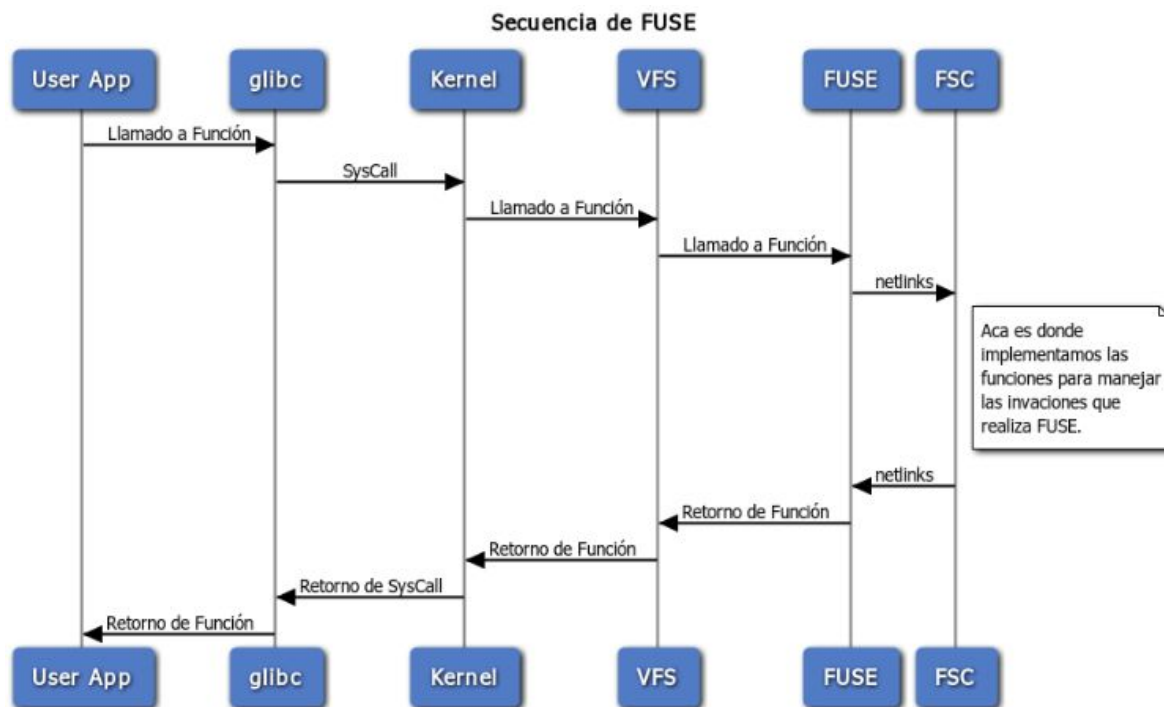 Secuencia de FUSE
User App
glibc
Kernel
VFS
FUSE
FSC
Llamado a Función
SysCall
Llamado a Función
Llamado a Función
netlinks
Aca es donde
implementamos las
funciones para manejar
las invaciones que
realiza FUSE.
netlinks
Retorno de Función
Retorno de Función
Retorno de SysCall
Retorno de Función
User App
glibc
Kernel
VFS
FUSE
FSC